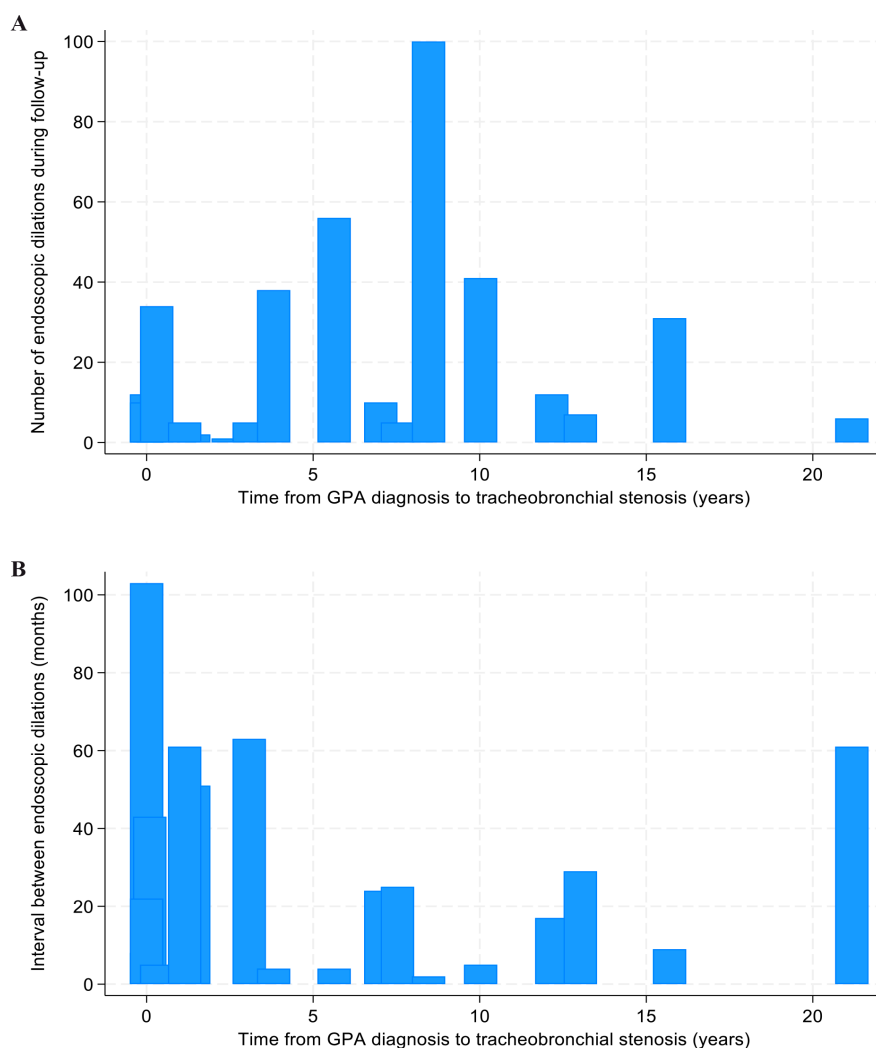 A
Number of endoscopic dilations during follow-up
100
80
60
40
20
0
0 5 10 15 20
Time from GPA diagnosis to tracheobronchial stenosis (years)
B
Interval between endoscopic dilations (months)
100
80
60
40
20
0
0 5 10 15 20
Time from GPA diagnosis to tracheobronchial stenosis (years)